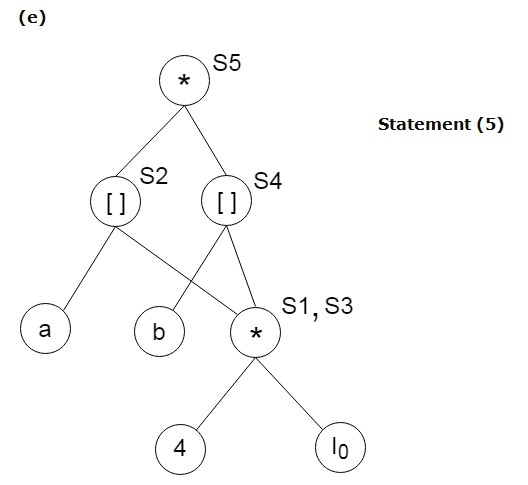 (e)
* S5
Statement (5)
[ ] S2 [ ] S4
a b * S1, S3
4 I₀